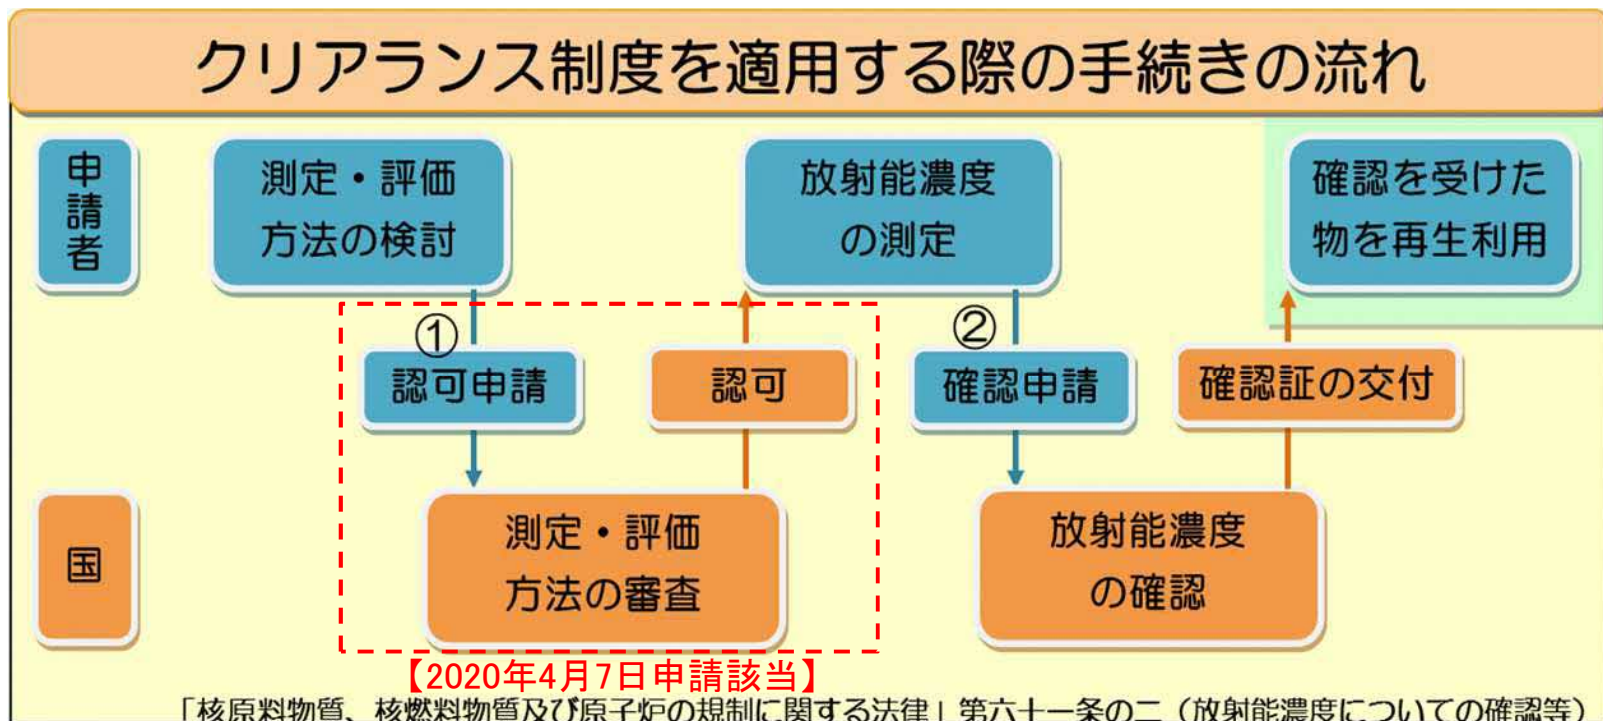 クリアランス制度を適用する際の手続きの流れ
申請者
測定・評価
方法の検討
放射能濃度
の測定
確認を受けた
物を再生利用
①
②
認可申請
認可
確認申請
確認証の交付
国
測定・評価
方法の審査
放射能濃度
の確認
【2020年4月7日申請該当】
「核原料物質、核燃料物質及び原子炉の規制に関する法律」第六十一条の二（放射能濃度についての確認等）